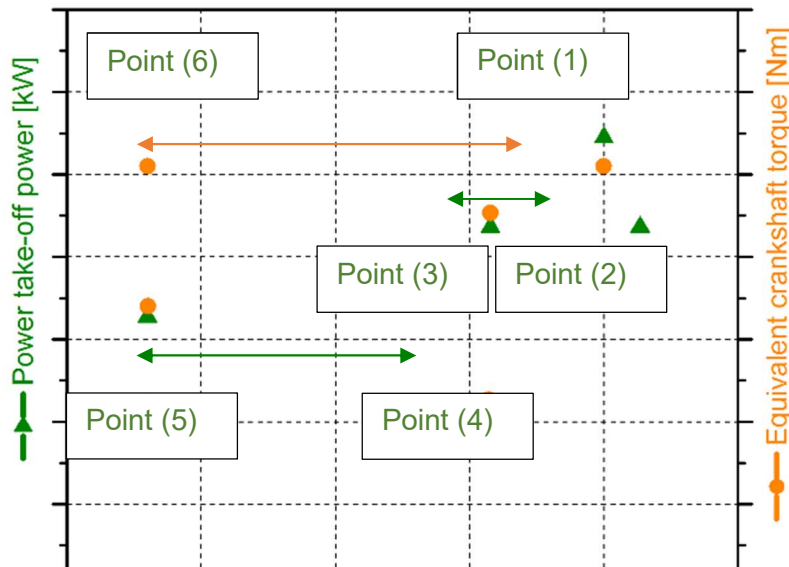 Power take-off power [kW]
Point (6)
Point (1)
Point (3)
Point (2)
Point (5)
Point (4)
Equivalent crankshaft torque [Nm]